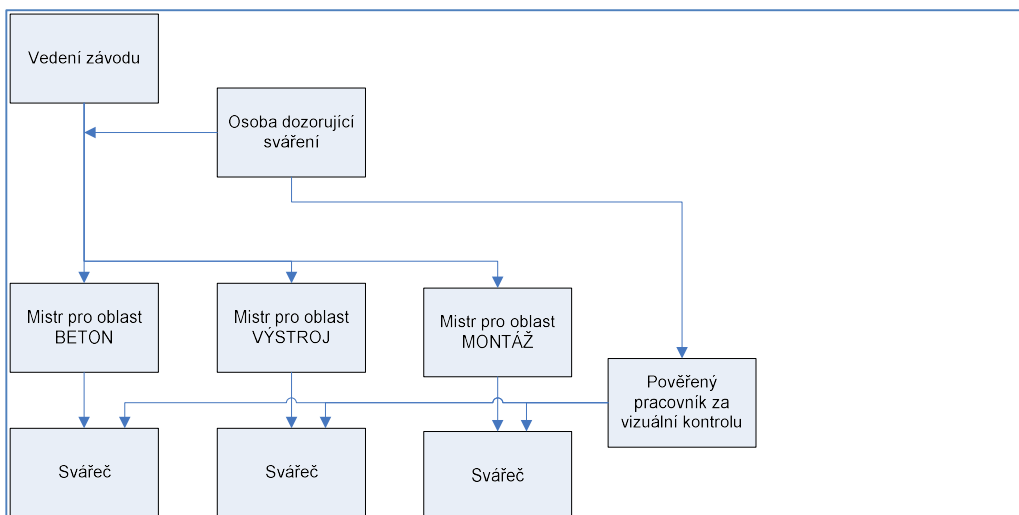 Vedení závodu
Osoba dozorující
sváření
Mistr pro oblast
BETON
Mistr pro oblast
VÝSTROJ
Mistr pro oblast
MONTÁŽ
Pověřený
pracovník za
vizuální kontrolu
Svářeč
Svářeč
Svářeč